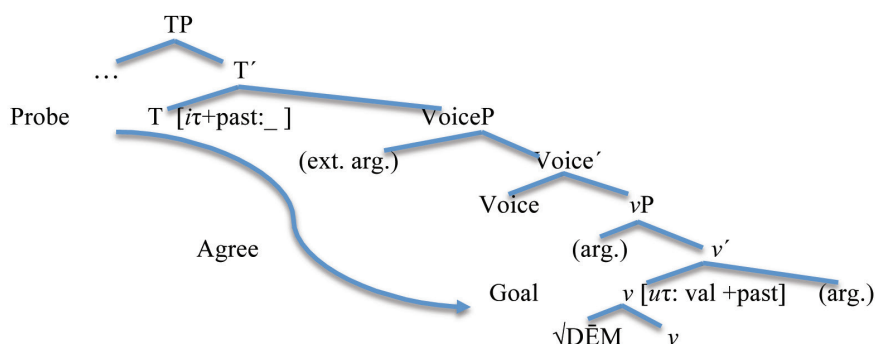 TP
… T´
Probe T [iτ+past:_ ] VoiceP
(ext. arg.) Voice´
Voice vP
Agree (arg.) v´
Goal v [uτ: val +past] (arg.)
√DĒM v